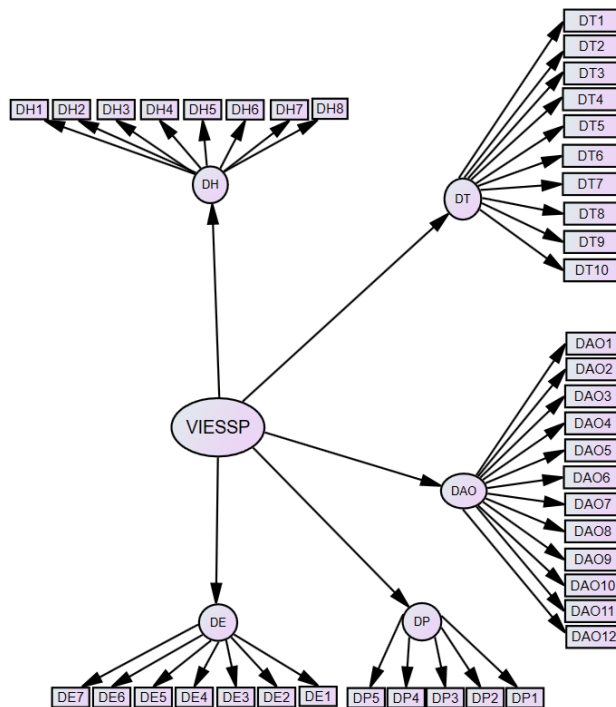 DT1
DT2
DT3
DT4
DT5
DT6
DT7
DT8
DT9
DT10
DT
DH1 DH2 DH3 DH4 DH5 DH6 DH7 DH8
DH
VIESSP
DAO1
DAO2
DAO3
DAO4
DAO5
DAO6
DAO7
DAO8
DAO9
DAO10
DAO11
DAO12
DAO
DE
DE7 DE6 DE5 DE4 DE3 DE2 DE1
DP
DP5 DP4 DP3 DP2 DP1